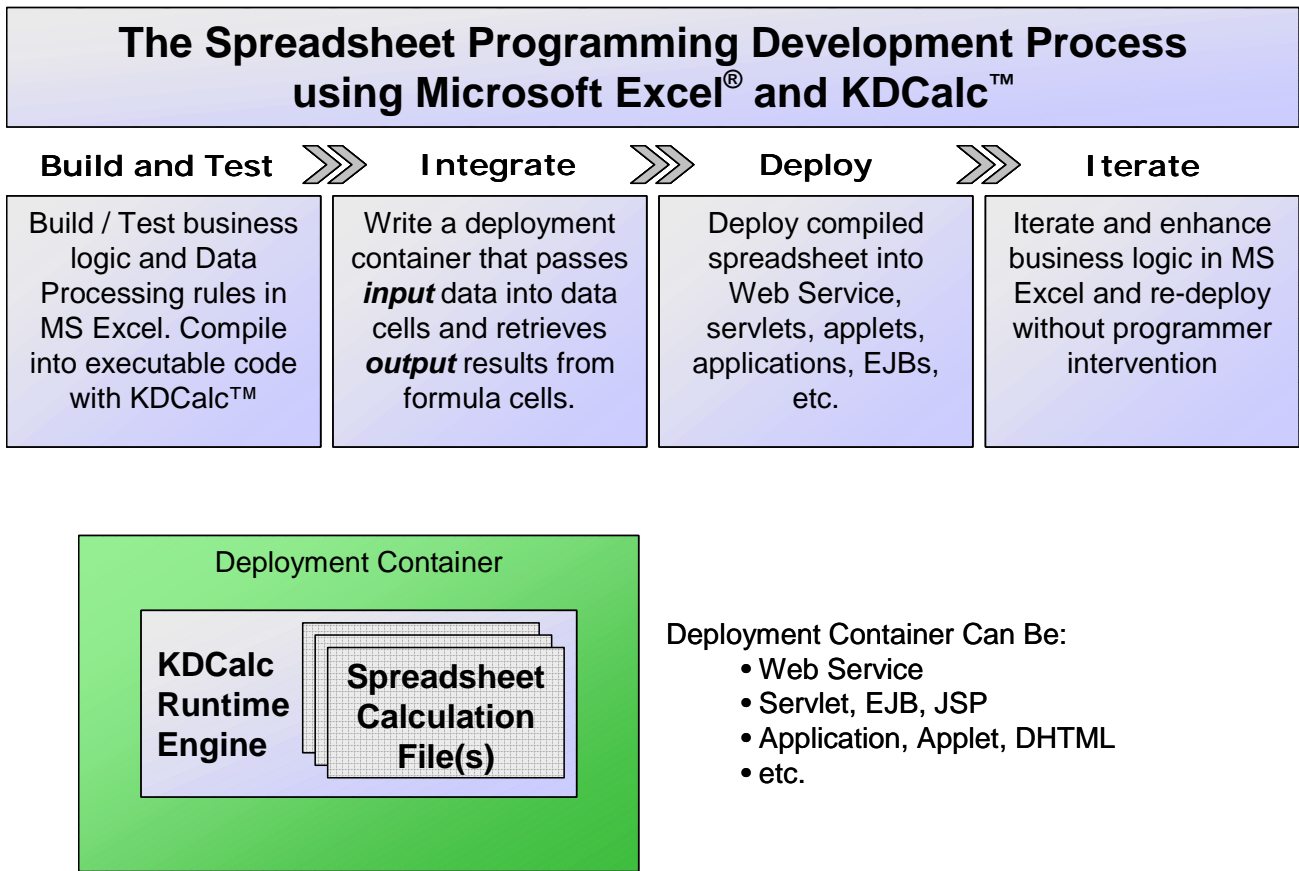 The Spreadsheet Programming Development Process
using Microsoft Excel® and KDCalc™
Build and Test
Integrate
Deploy
Iterate
Build / Test business
logic and Data
Processing rules in
MS Excel. Compile
into executable code
with KDCalc™
Write a deployment
container that passes
input data into data
cells and retrieves
output results from
formula cells.
Deploy compiled
spreadsheet into
Web Service,
servlets, applets,
applications, EJBs,
etc.
Iterate and enhance
business logic in MS
Excel and re-deploy
without programmer
intervention
Deployment Container
KDCalc
Runtime
Engine
Spreadsheet
Calculation
File(s)
Deployment Container Can Be:
• Web Service
• Servlet, EJB, JSP
• Application, Applet, DHTML
• etc.